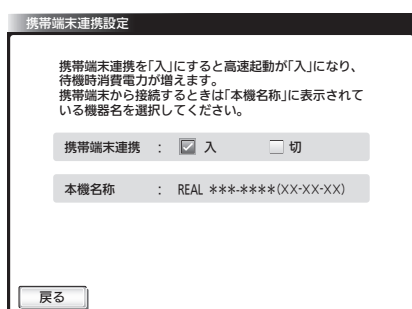 携帯端末連携設定
携帯端末連携を「入」にすると高速起動が「入」になり、
待機時消費電力が増えます。
携帯端末から接続するときは「本機名称」に表示されて
いる機器名を選択してください。
携帯端末連携 : 入 切
本機名称 : REAL ***-****(XX-XX-XX)
戻る